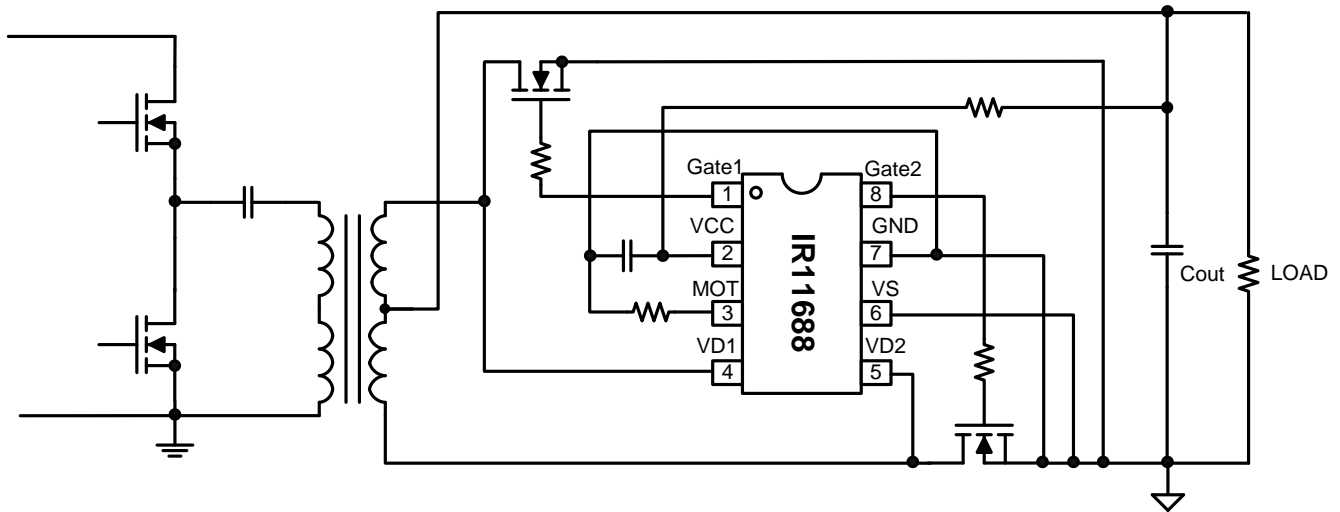 Gate1
Gate2
1
8
VCC
GND
2
7
MOT
VS
3
6
VD1
VD2
4
5
IR11688
Cout
LOAD